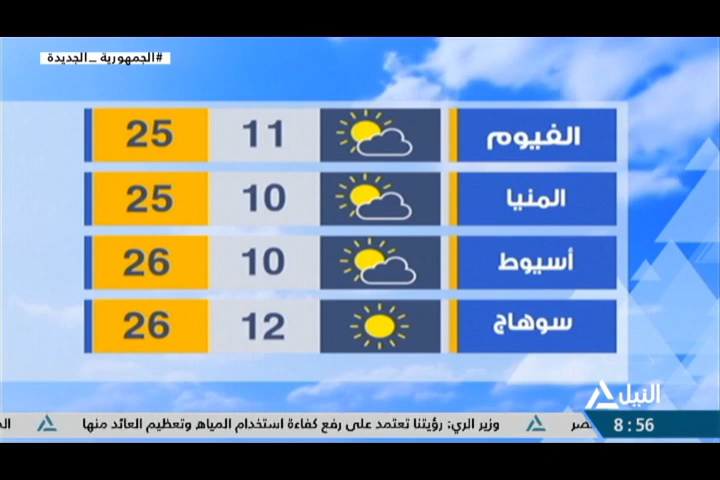 #الجمهورية_الجديدة
الفيوم 11 25
المنيا 10 25
أسيوط 10 26
سوهاج 12 26
النيل
8:56
صر وزير الري: رؤيتنا تعتمد على رفع كفاءة استخدام المياه وتعظيم العائد منها